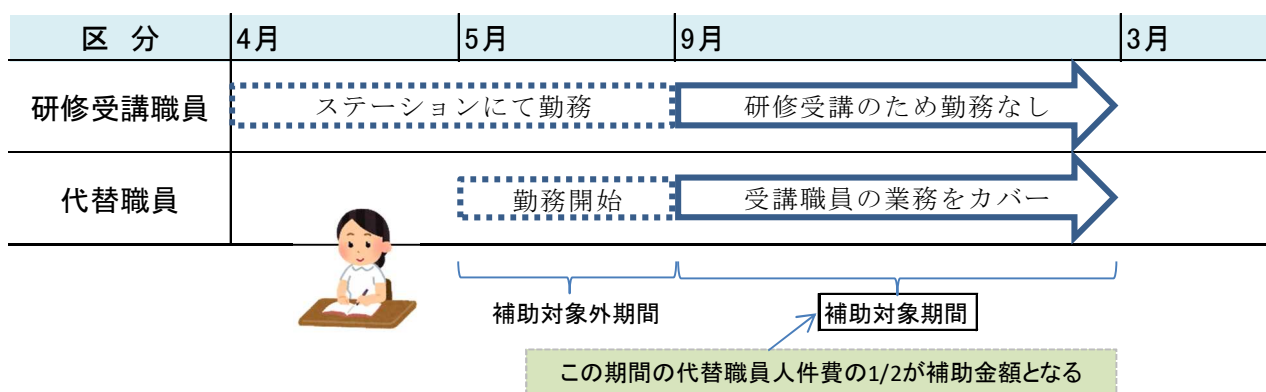 区 分 4月 5月 9月 3月
研修受講職員 ステーションにて勤務 研修受講のため勤務なし
代替職員 勤務開始 受講職員の業務をカバー
補助対象外期間 補助対象期間
この期間の代替職員人件費の1/2が補助金額となる